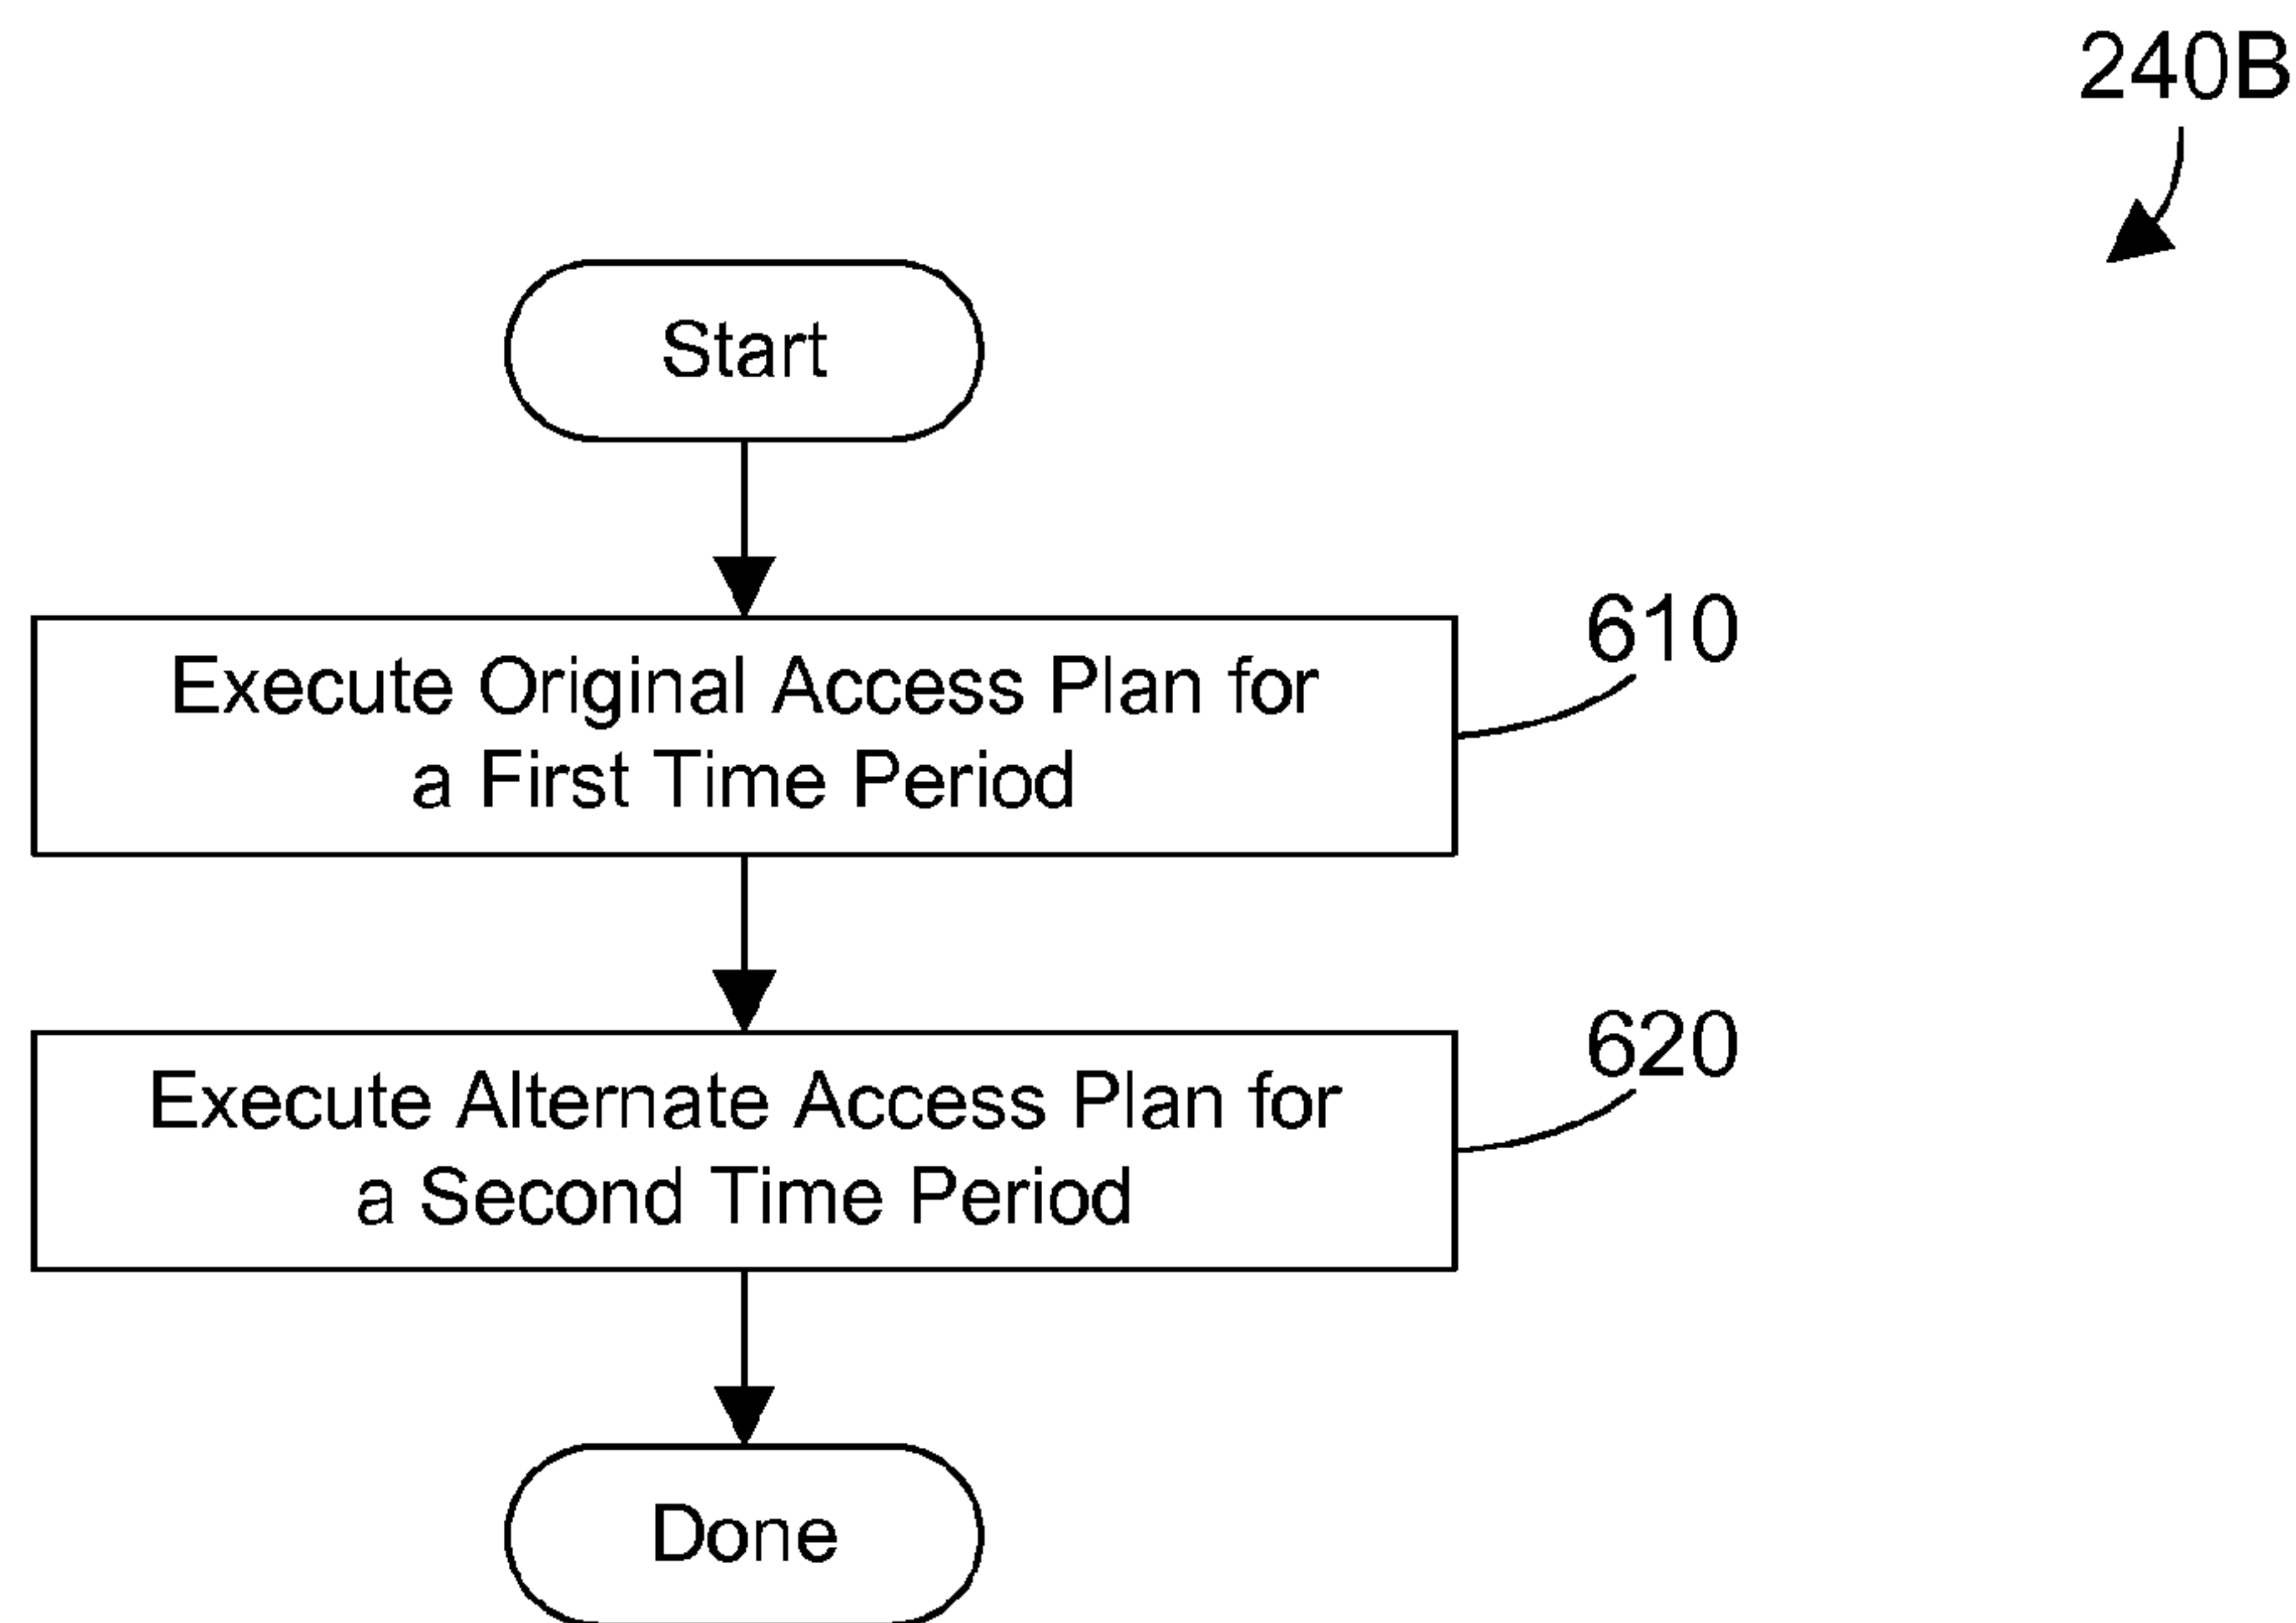 240B
Start
Execute Original Access Plan for
a First Time Period
610
Execute Alternate Access Plan for
a Second Time Period
620
Done